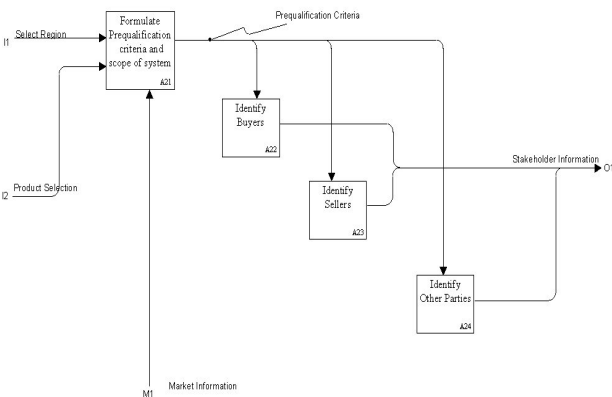 Formulate
Prequalification
criteria and
scope of system
A21
Prequalification Criteria
I1
Select Region
Identify
Buyers
A22
Stakeholder Information
O1
I2
Product Selection
Identify
Sellers
A23
Identify
Other Parties
A24
M1
Market Information